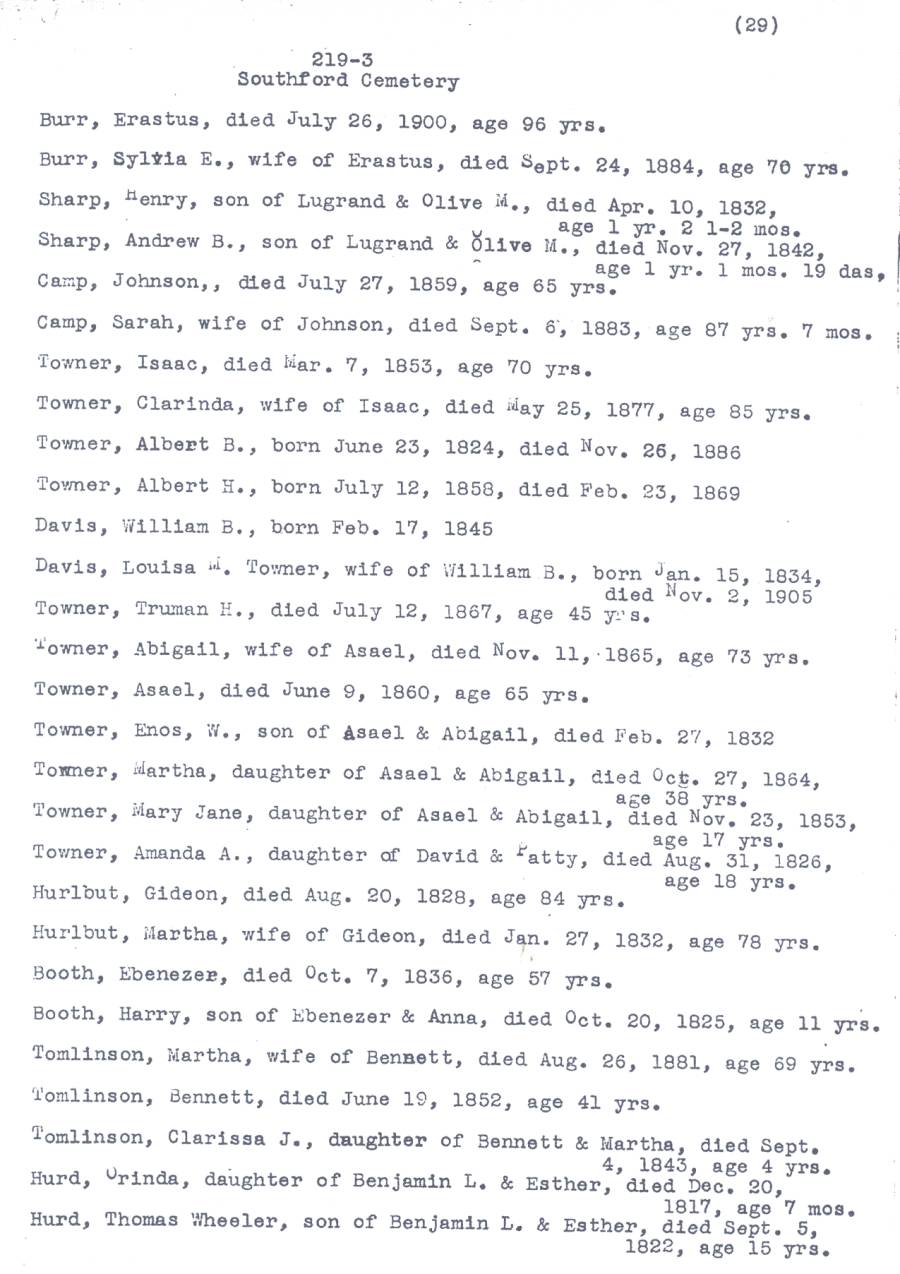 (29)
219-3
Southford Cemetery
Burr, Erastus, died July 26, 1900, age 96 yrs.
Burr, Sylvia E., wife of Erastus, died Sept. 24, 1884, age 70 yrs.
Sharp, Henry, son of Lugrand & Olive M., died Apr. 10, 1832,
age 1 yr. 2 1-2 mos.
Sharp, Andrew B., son of Lugrand & Olive M., died Nov. 27, 1842,
age 1 yr. 1 mos. 19 das,
Camp, Johnson,, died July 27, 1859, age 65 yrs.
Camp, Sarah, wife of Johnson, died Sept. 6, 1883, age 87 yrs. 7 mos.
Towner, Isaac, died Mar. 7, 1853, age 70 yrs.
Towner, Clarinda, wife of Isaac, died May 25, 1877, age 85 yrs.
Towner, Albert B., born June 23, 1824, died Nov. 26, 1886
Towner, Albert H., born July 12, 1858, died Feb. 23, 1869
Davis, William B., born Feb. 17, 1845
Davis, Louisa M. Towner, wife of William B., born Jan. 15, 1834,
died Nov. 2, 1905
Towner, Truman H., died July 12, 1867, age 45 yrs.
Towner, Abigail, wife of Asael, died Nov. 11, 1865, age 73 yrs.
Towner, Asael, died June 9, 1860, age 65 yrs.
Towner, Enos, W., son of Asael & Abigail, died Feb. 27, 1832
Towner, Martha, daughter of Asael & Abigail, died Oct. 27, 1864,
age 38 yrs.
Towner, Mary Jane, daughter of Asael & Abigail, died Nov. 23, 1853,
age 17 yrs.
Towner, Amanda A., daughter of David & Patty, died Aug. 31, 1826,
age 18 yrs.
Hurlbut, Gideon, died Aug. 20, 1828, age 84 yrs.
Hurlbut, Martha, wife of Gideon, died Jan. 27, 1832, age 78 yrs.
Booth, Ebenezer, died Oct. 7, 1836, age 57 yrs.
Booth, Harry, son of Ebenezer & Anna, died Oct. 20, 1825, age 11 yrs.
Tomlinson, Martha, wife of Bennett, died Aug. 26, 1881, age 69 yrs.
Tomlinson, Bennett, died June 19, 1852, age 41 yrs.
Tomlinson, Clarissa J., daughter of Bennett & Martha, died Sept.
4, 1843, age 4 yrs.
Hurd, Orinda, daughter of Benjamin L. & Esther, died Dec. 20,
1817, age 7 mos.
Hurd, Thomas Wheeler, son of Benjamin L. & Esther, died Sept. 5,
1822, age 15 yrs.